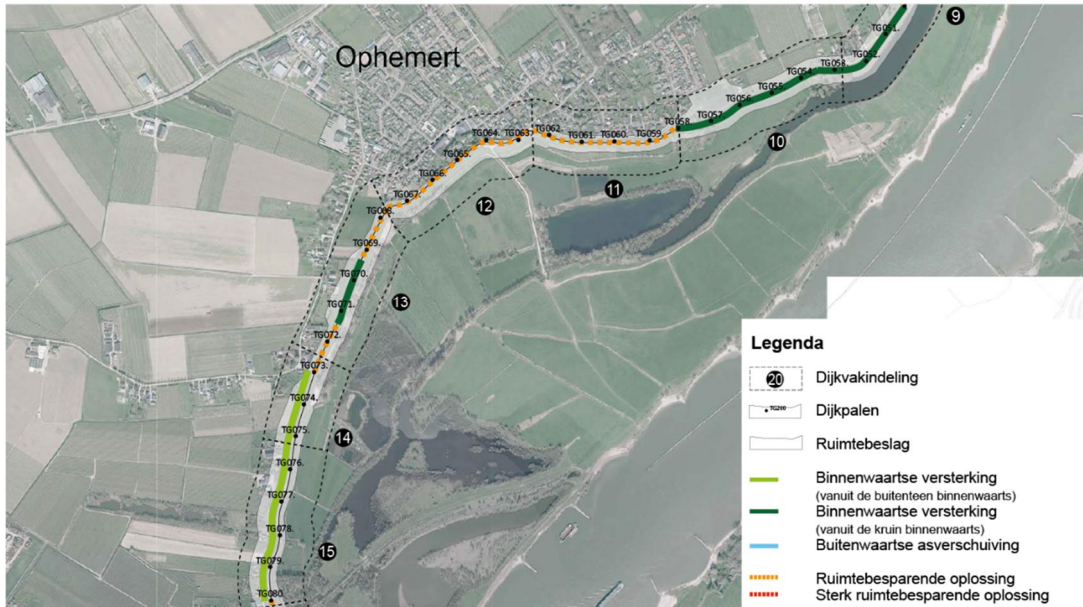 Ophemert
9
TG051.
TG052.
TG053.
TG054.
TG055.
TG056.
TG057.
TG058.
10
TG059.
TG060.
TG061.
TG062.
11
TG063.
TG064.
TG065.
TG066.
TG067.
12
TG068.
TG069.
TG070.
TG071.
TG072.
13
TG073.
TG074.
TG075.
14
TG076.
TG077.
TG078.
TG079.
TG080.
15
Legenda
20 Dijkvakindeling
TG200 Dijkpalen
Ruimtebeslag
Binnenwaartse versterking
(vanuit de buitenteen binnenwaarts)
Binnenwaartse versterking
(vanuit de kruin binnenwaarts)
Buitenwaartse asverschuiving
Ruimtebesparende oplossing
Sterk ruimtebesparende oplossing